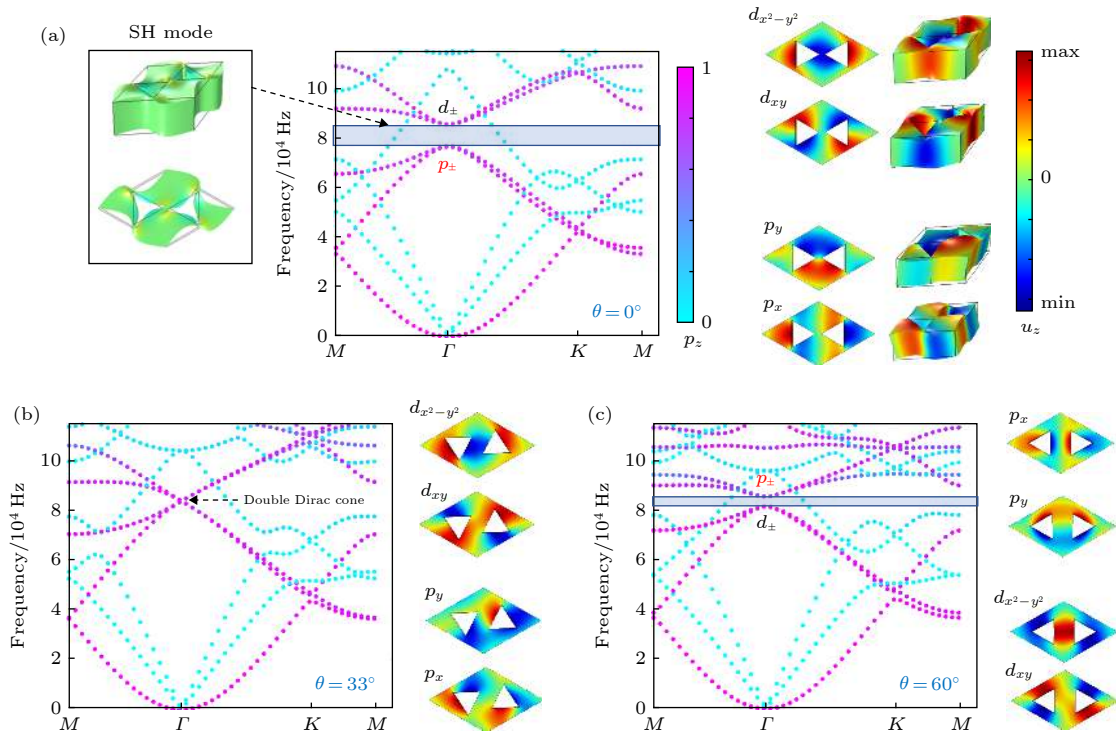 (a)
SH mode
Frequency/10⁴ Hz
10
8
6
4
2
0
d±
p±
θ=0°
M Γ K M
1
0
p_z
d_{x²−y²}
d_{xy}
p_y
p_x
max
0
min
u_z
(b)
Frequency/10⁴ Hz
10
8
6
4
2
0
Double Dirac cone
θ=33°
M Γ K M
d_{x²−y²}
d_{xy}
p_y
p_x
(c)
Frequency/10⁴ Hz
10
8
6
4
2
0
p±
d±
θ=60°
M Γ K M
p_x
p_y
d_{x²−y²}
d_{xy}